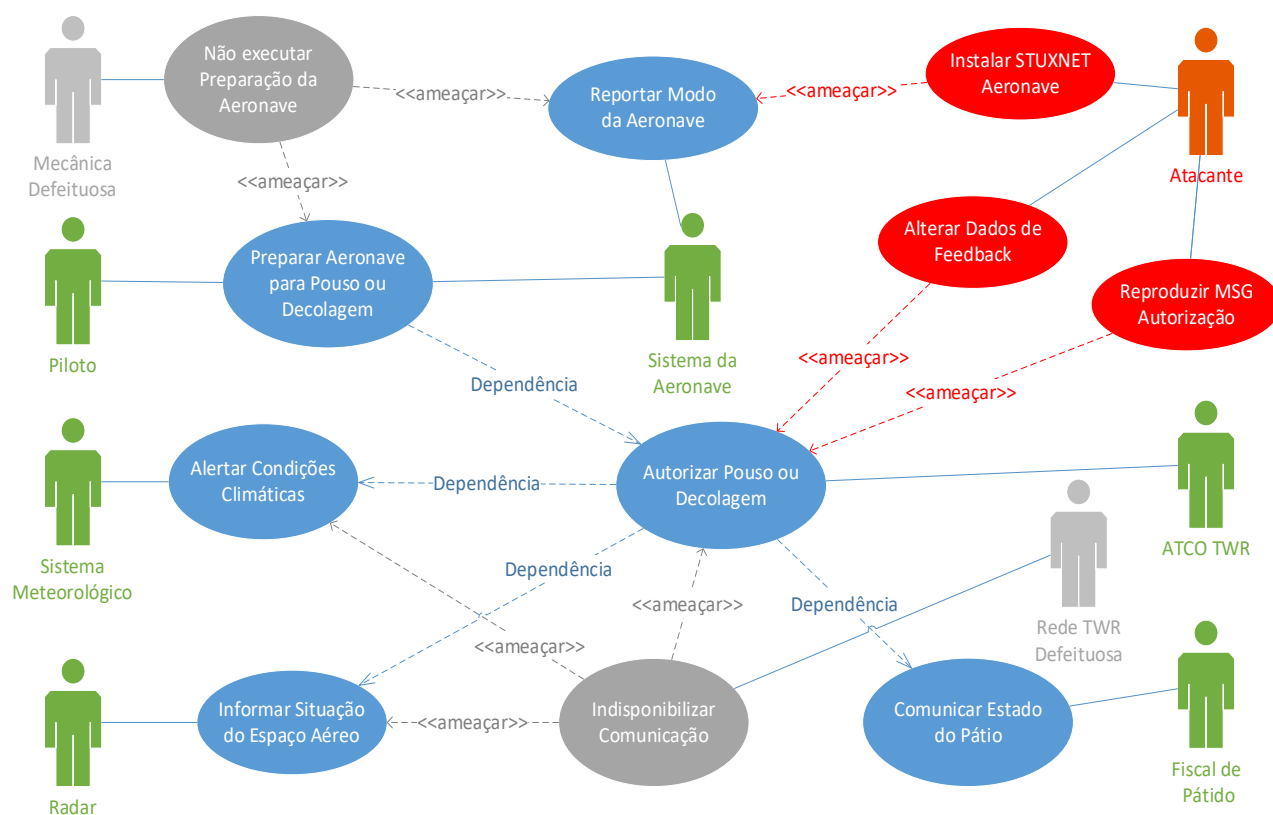 Não executar
Preparação da
Aeronave
Instalar STUXNET
Aeronave
<<ameaçar>>
<<ameaçar>>
Reportar Modo
da Aeronave
Mecânica
Defeituosa
Atacante
<<ameaçar>>
Alterar Dados de
Feedback
Preparar Aeronave
para Pouso ou
Decolagem
Reproduzir MSG
Autorização
Piloto
Sistema da
Aeronave
<<ameaçar>>
Dependência
<<ameaçar>>
Alertar Condições
Climáticas
Dependência
Autorizar Pouso ou
Decolagem
Sistema
Meteorológico
ATCO TWR
Dependência
<<ameaçar>>
Dependência
Rede TWR
Defeituosa
<<ameaçar>>
Informar Situação
do Espaço Aéreo
<<ameaçar>>
Indisponibilizar
Comunicação
Comunicar Estado
do Pátio
Radar
Fiscal de
Pátido